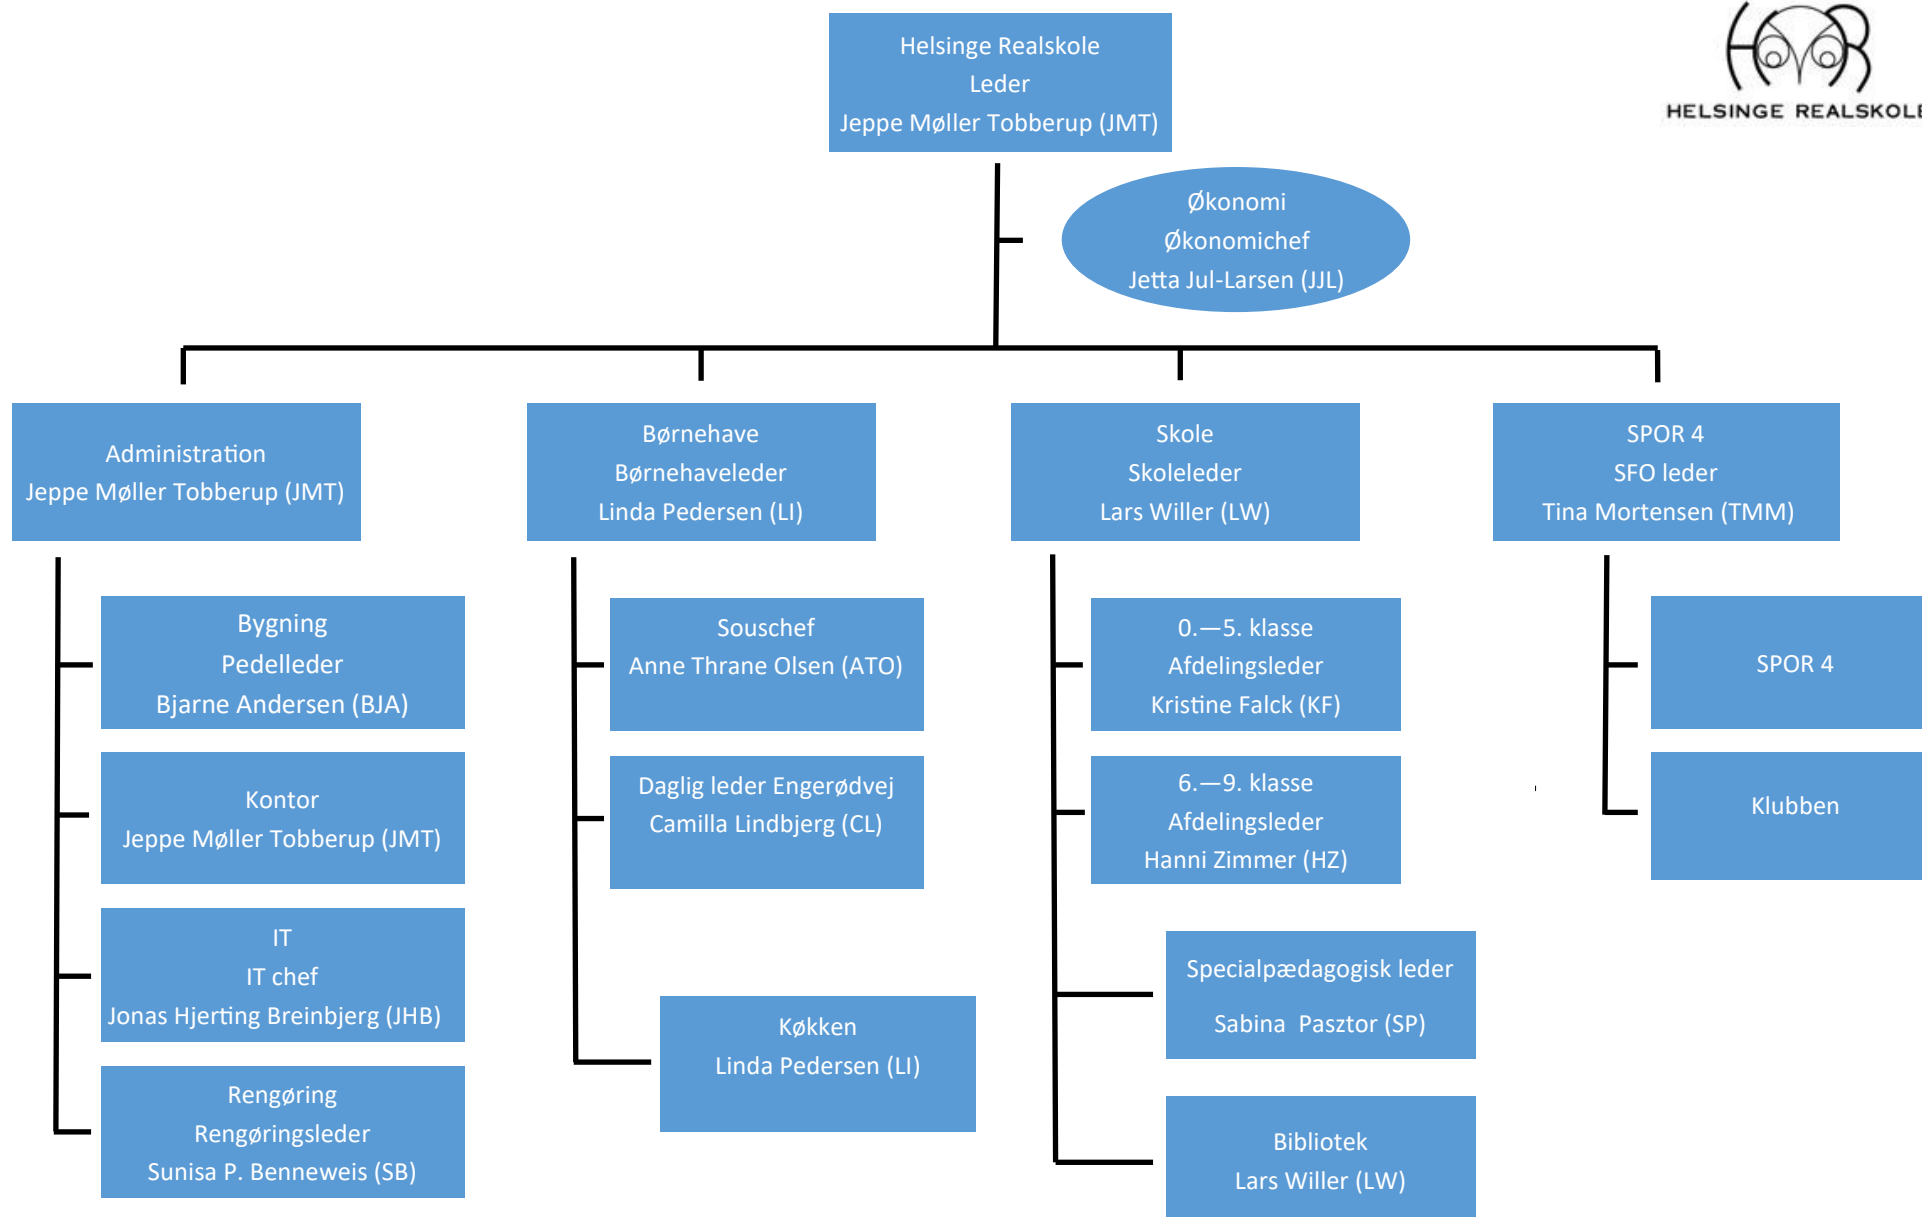 Helsinge Realskole
Leder
Jeppe Møller Tobberup (JMT)
HELSINGE REALSKOLE
Økonomi
Økonomichef
Jetta Jul-Larsen (JJL)
Administration
Jeppe Møller Tobberup (JMT)
Bygning
Pedelleder
Bjarne Andersen (BJA)
Kontor
Jeppe Møller Tobberup (JMT)
IT
IT chef
Jonas Hjerting Breinbjerg (JHB)
Rengøring
Rengøringsleder
Sunisa P. Benneweis (SB)
Børnehave
Børnehaveleder
Linda Pedersen (LI)
Souschef
Anne Thrane Olsen (ATO)
Daglig leder Engerødvej
Camilla Lindbjerg (CL)
Køkken
Linda Pedersen (LI)
Skole
Skoleleder
Lars Willer (LW)
0.—5. klasse
Afdelingsleder
Kristine Falck (KF)
6.—9. klasse
Afdelingsleder
Hanni Zimmer (HZ)
Specialpædagogisk leder
Sabina  Pasztor (SP)
Bibliotek
Lars Willer (LW)
SPOR 4
SFO leder
Tina Mortensen (TMM)
SPOR 4
Klubben